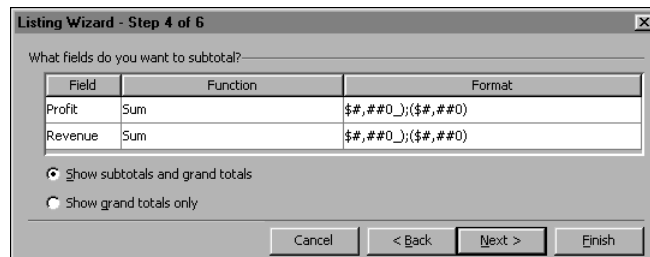 Listing Wizard - Step 4 of 6
What fields do you want to subtotal?
Field Function Format
Profit Sum $#,##0_);($#,##0)
Revenue Sum $#,##0_);($#,##0)
Show subtotals and grand totals
Show grand totals only
Cancel < Back Next > Finish